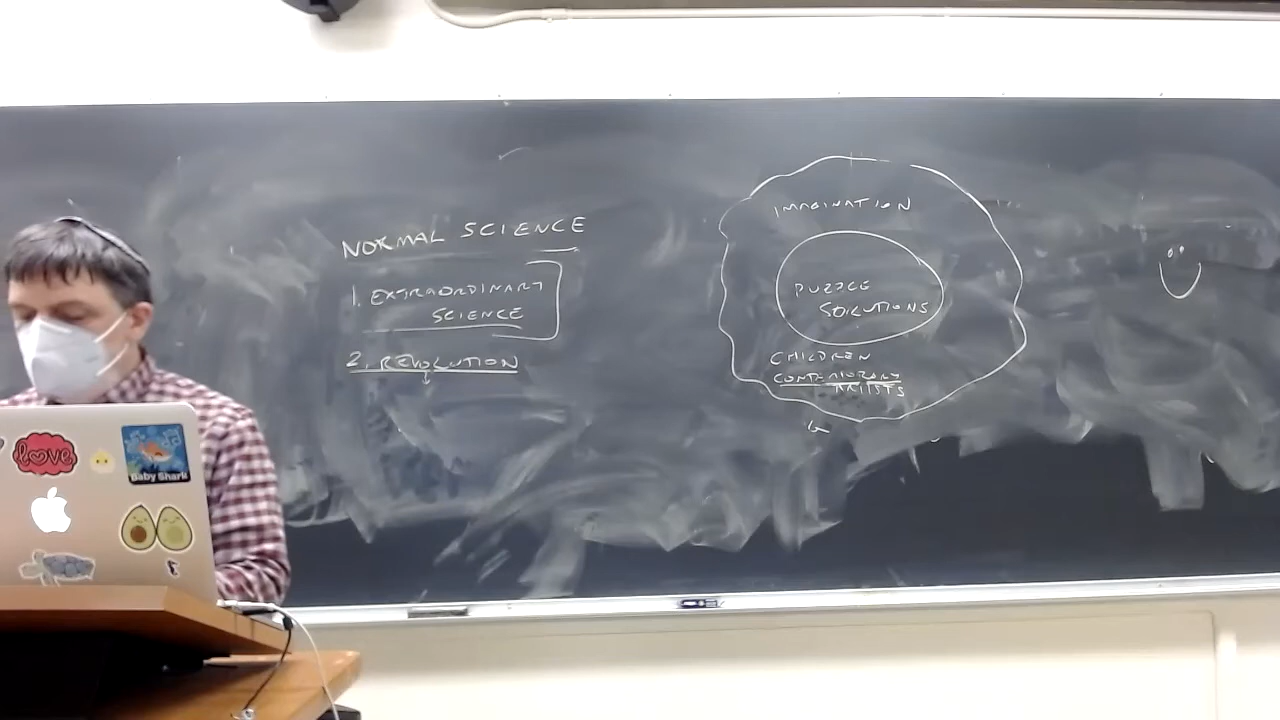 NORMAL SCIENCE
1. EXTRAORDINARY
SCIENCE
2. REVOLUTION
IMAGINATION
PUZZLE
SOLUTIONS
CHILDREN
CONTEMPORARY
ARTISTS
love
Baby Shark